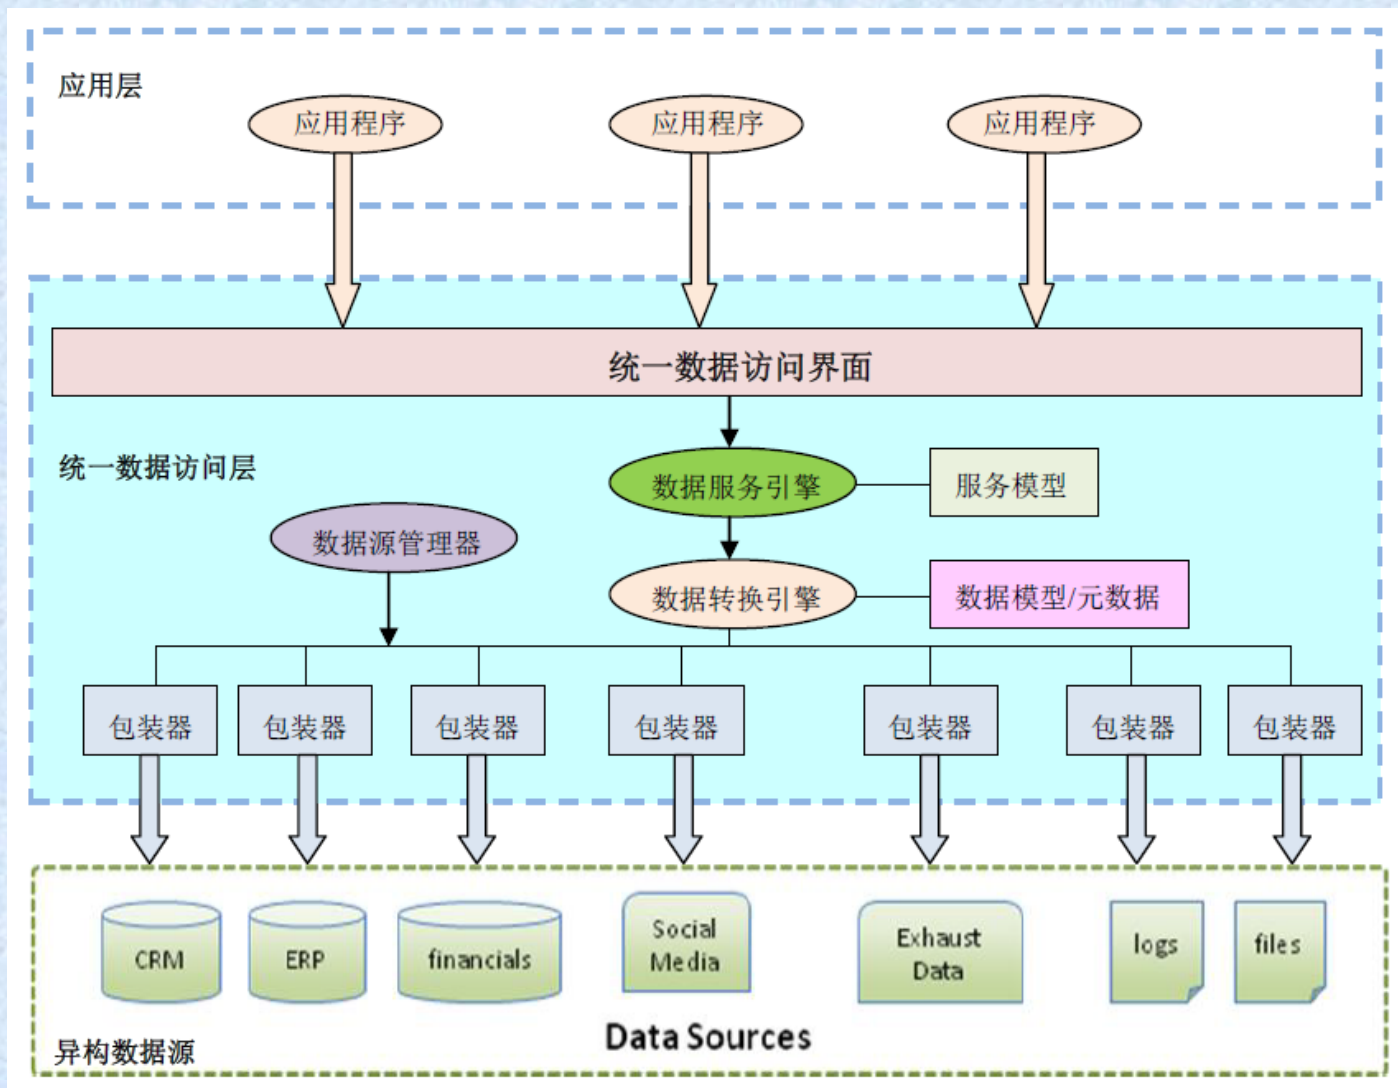 应用层
应用程序
应用程序
应用程序
统一数据访问界面
统一数据访问层
数据服务引擎
服务模型
数据源管理器
数据转换引擎
数据模型/元数据
包装器
包装器
包装器
包装器
包装器
包装器
包装器
CRM
ERP
financials
Social
Media
Exhaust
Data
logs
files
Data Sources
异构数据源